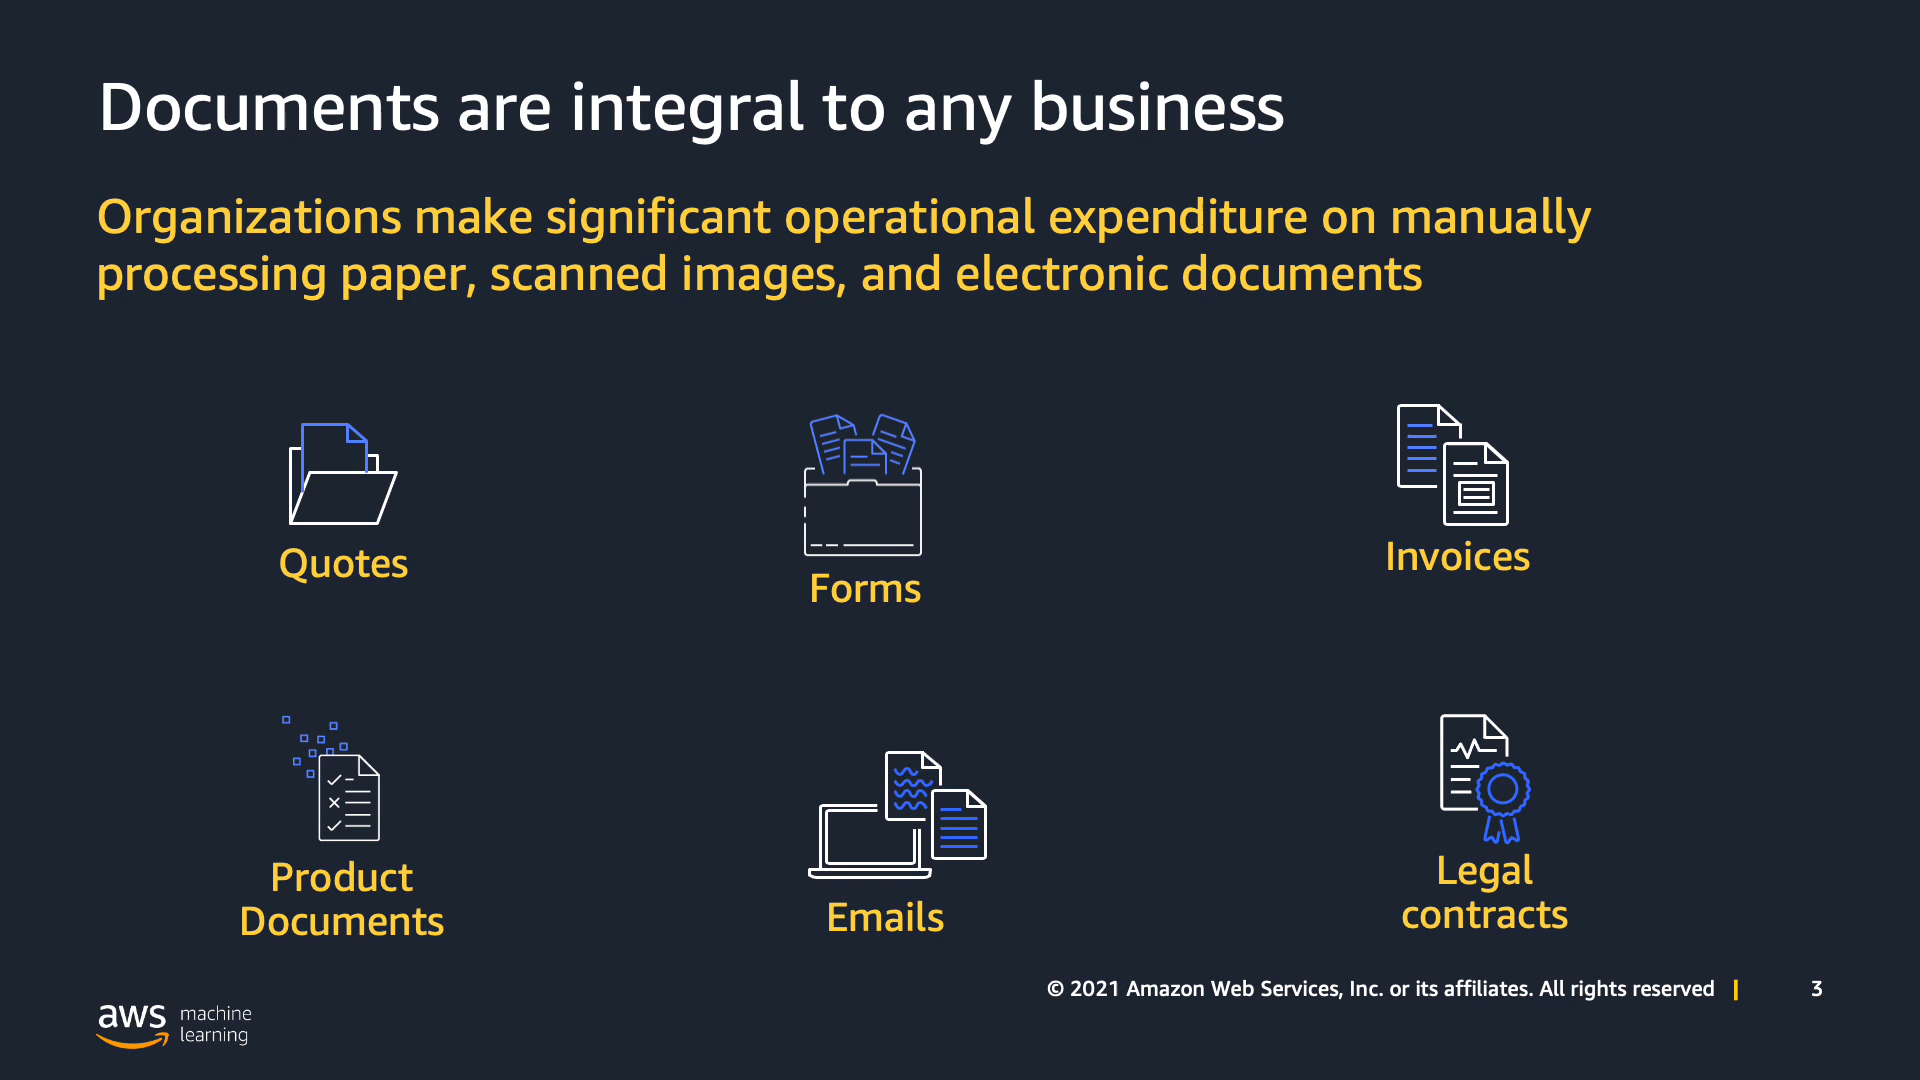 Documents are integral to any business
Organizations make significant operational expenditure on manually
processing paper, scanned images, and electronic documents
Quotes
Forms
Invoices
Product
Documents
Emails
Legal
contracts
© 2021 Amazon Web Services, Inc. or its affiliates. All rights reserved | 3
aws machine
learning